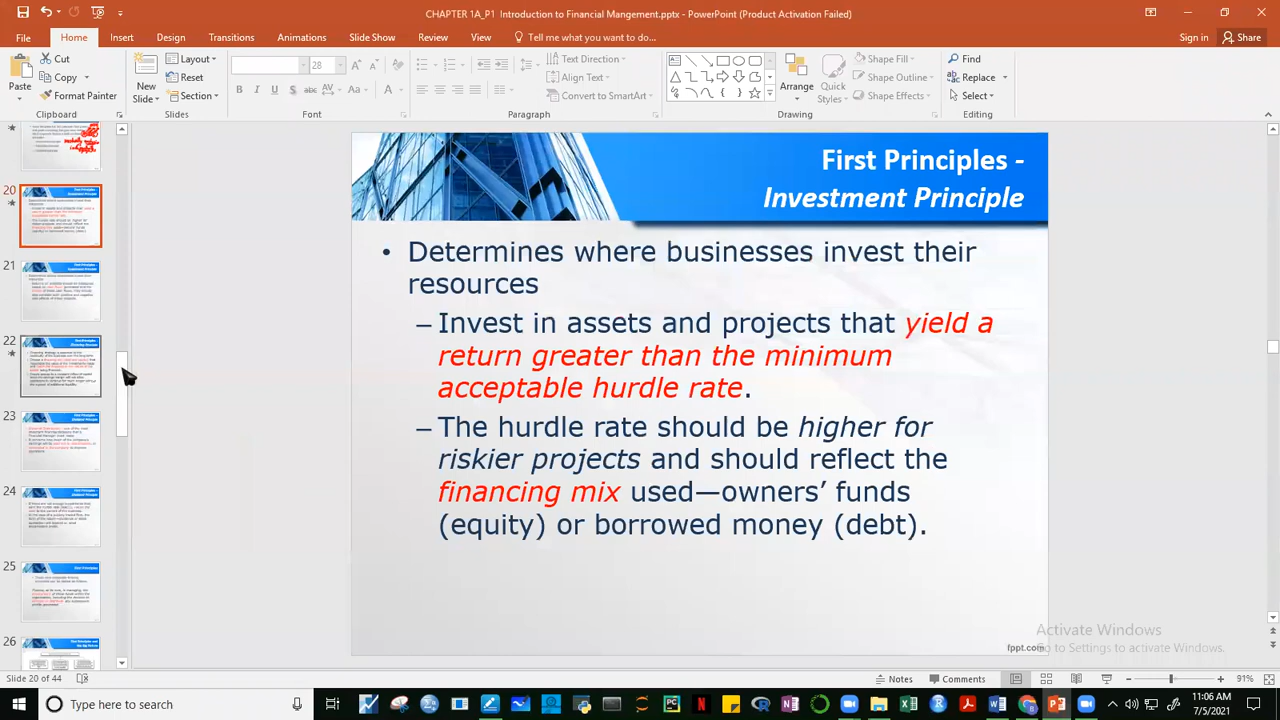 CHAPTER 1A_P1 Introduction to Financial Management.pptx - PowerPoint (Product Activation Failed)
File Home Insert Design Transitions Animations Slide Show Review View Tell me what you want to do... Sign in Share
Cut
Copy
Format Painter
Paste
Clipboard
New
Slide
Layout
Reset
Section
Slides
28
Font
Text Direction
Align Text
Convert to SmartArt
Paragraph
Arrange
Quick
Styles
Shape Fill
Shape Outline
Shape Effects
Drawing
Find
Replace
Select
Editing
20
21
22
23
24
25
26
First Principles -
Investment Principle
• Determines where businesses invest their
resources
– Invest in assets and projects that yield a
return greater than the minimum
acceptable hurdle rate.
– The hurdle rate should be higher for
riskier projects and should reflect the
financing mix used—owners’ funds
(equity) or borrowed money (debt).
fppt.com
Activate Windows
Go to Settings to activate Windows.
Slide 20 of 44
Notes
Comments
91%
Type here to search
11:06 AM
7/5/2021